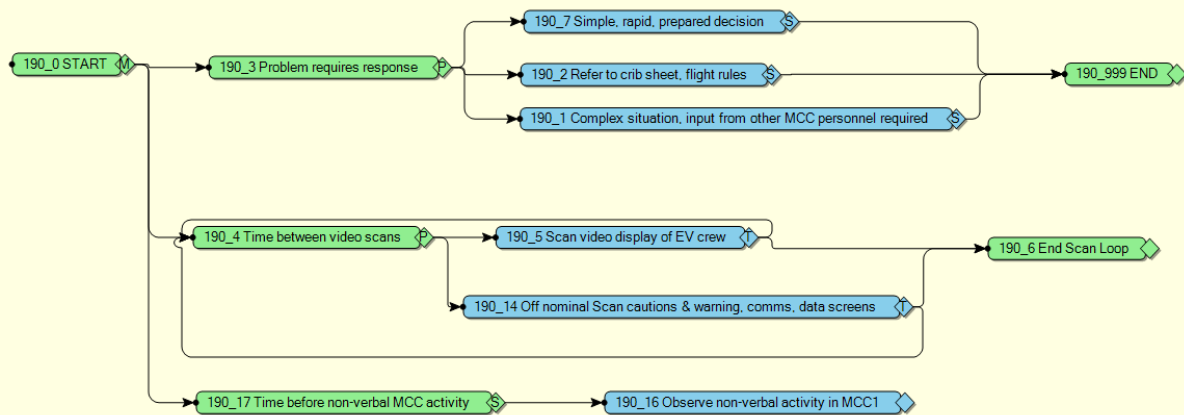 190_7 Simple, rapid, prepared decision
S
190_0 START
M
190_3 Problem requires response
P
190_2 Refer to crib sheet, flight rules
S
190_999 END
190_1 Complex situation, input from other MCC personnel required
S
190_4 Time between video scans
P
190_5 Scan video display of EV crew
T
190_6 End Scan Loop
190_14 Off nominal Scan cautions & warning, comms, data screens
T
190_17 Time before non-verbal MCC activity
S
190_16 Observe non-verbal activity in MCC1